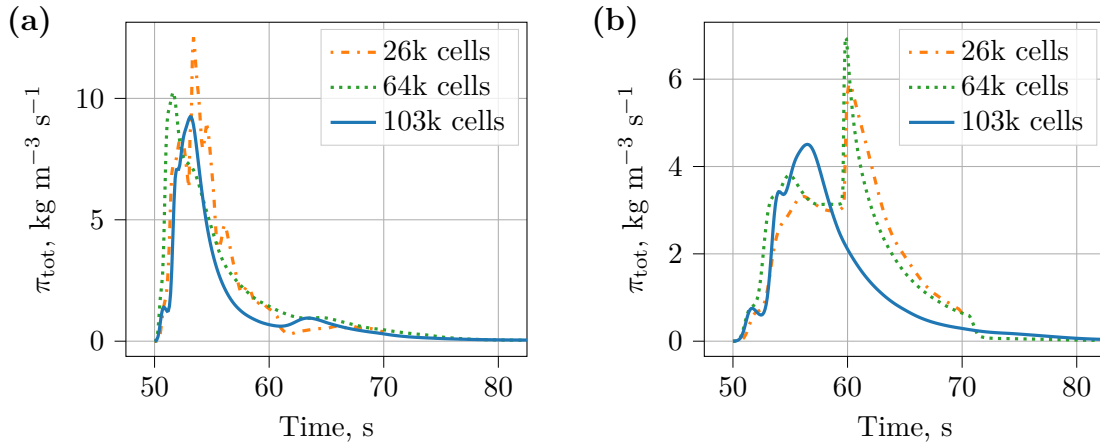 (a)
π_tot, kg m⁻³ s⁻¹
10
5
0
50 60 70 80
Time, s
26k cells
64k cells
103k cells
(b)
π_tot, kg m⁻³ s⁻¹
6
4
2
0
50 60 70 80
Time, s
26k cells
64k cells
103k cells